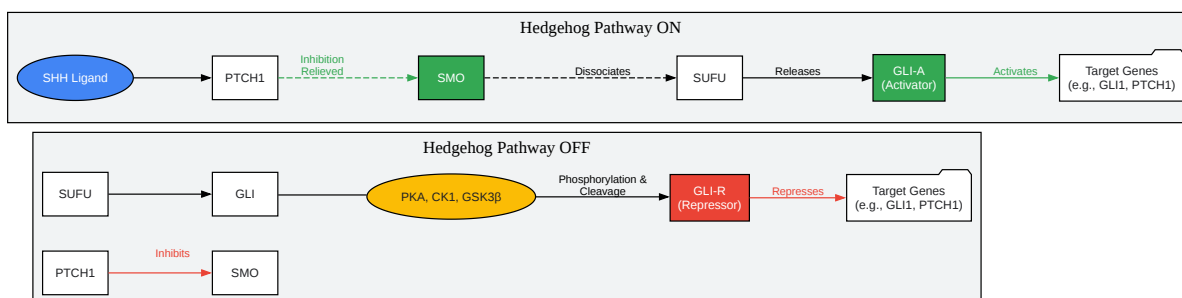 Hedgehog Pathway ON
SHH Ligand
PTCH1
Inhibition
Relieved
SMO
Dissociates
SUFU
Releases
GLI-A
(Activator)
Activates
Target Genes
(e.g., GLI1, PTCH1)
Hedgehog Pathway OFF
SUFU
GLI
PKA, CK1, GSK3β
Phosphorylation &
Cleavage
GLI-R
(Repressor)
Represses
Target Genes
(e.g., GLI1, PTCH1)
PTCH1
Inhibits
SMO